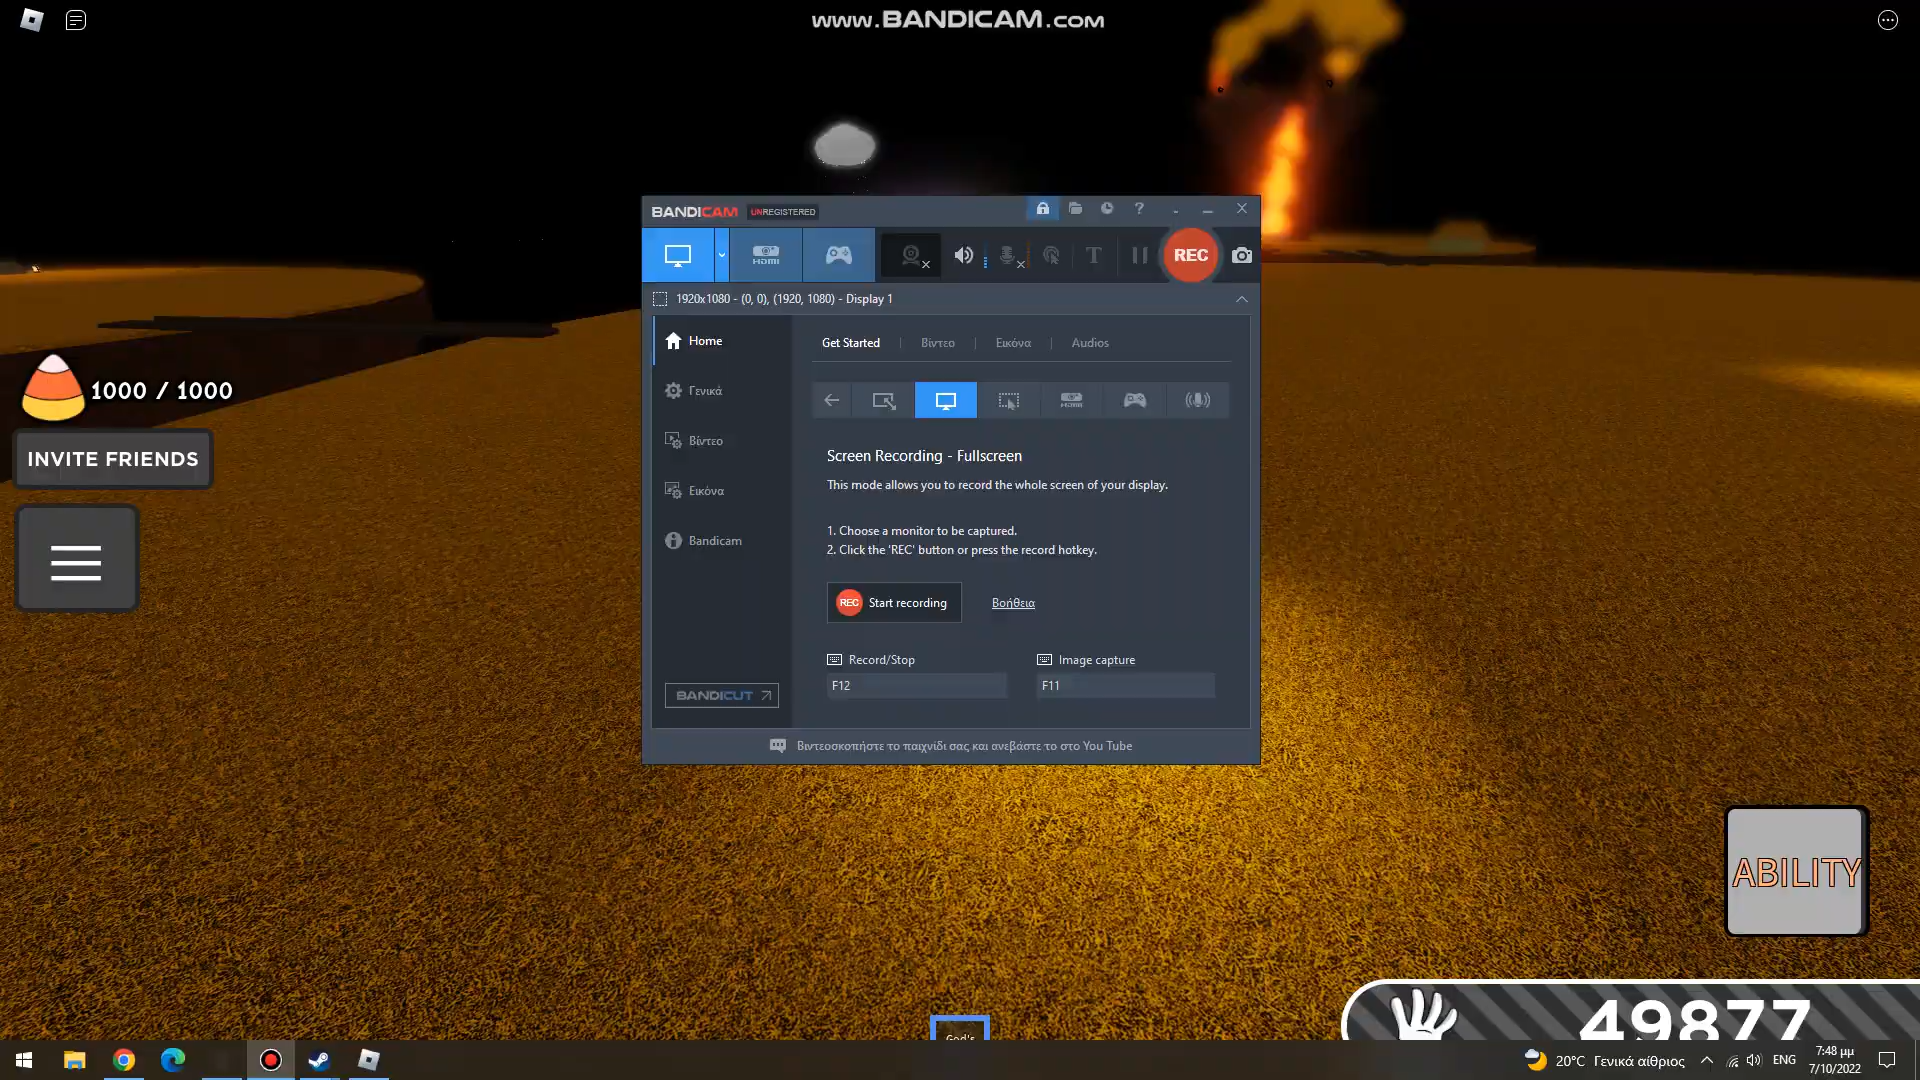 www.BANDICAM.com
BANDICAM UNREGISTERED
?
HDMI
T
REC
1920x1080 - (0, 0), (1920, 1080) - Display 1
Home
Get Started
Βίντεο
Εικόνα
Audios
Γενικά
HDMI
Βίντεο
Screen Recording - Fullscreen
This mode allows you to record the whole screen of your display.
Εικόνα
1. Choose a monitor to be captured.
2. Click the 'REC' button or press the record hotkey.
Bandicam
REC Start recording
Βοήθεια
Record/Stop
Image capture
F12
F11
BANDICUT
Βιντεοσκοπήστε το παιχνίδι σας και ανεβάστε το στο You Tube
1000 / 1000
INVITE FRIENDS
ABILITY
49877
God's
20°C Γενικά αίθριος
ENG
7:48 μμ
7/10/2022